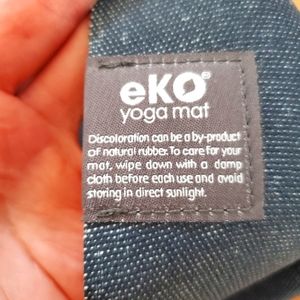 eKO®
yoga mat
Discoloration can be a by-product
of natural rubber. To care for your
mat, wipe down with a damp
cloth before each use and avoid
storing in direct sunlight.